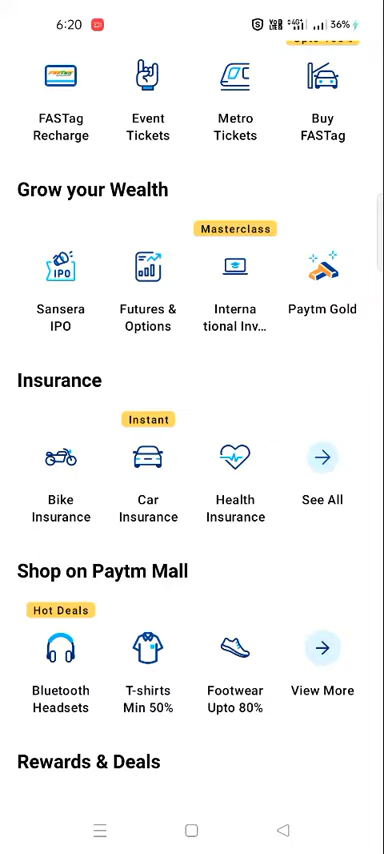 6:20
36%
FASTag
Recharge
Event
Tickets
Metro
Tickets
Buy
FASTag
Grow your Wealth
Masterclass
IPO
Sansera
IPO
Futures &
Options
Interna
tional Inv...
Paytm Gold
Insurance
Instant
Bike
Insurance
Car
Insurance
Health
Insurance
See All
Shop on Paytm Mall
Hot Deals
Bluetooth
Headsets
T-shirts
Min 50%
Footwear
Upto 80%
View More
Rewards & Deals